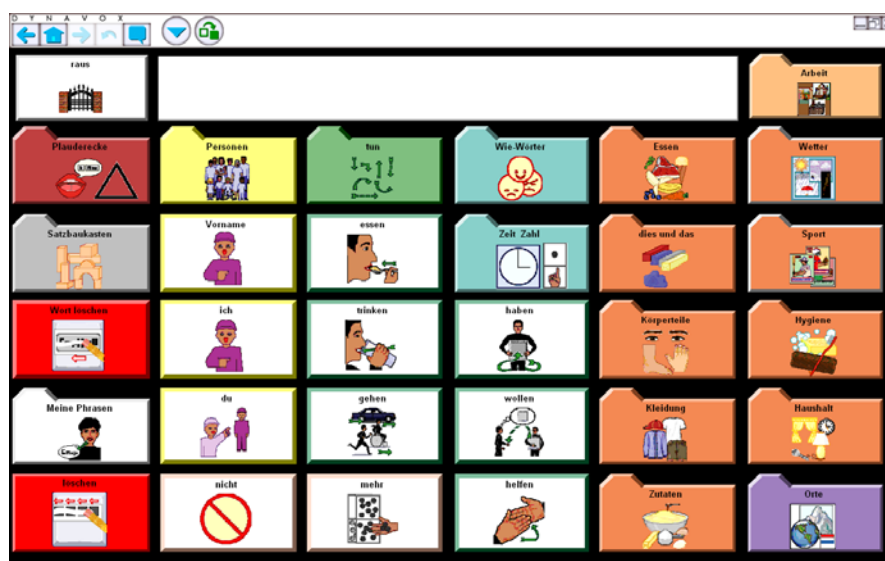 DYNAVOX
raus
Arbeit
Plauderecke
Personen
tun
Wie-Wörter
Essen
Wetter
Satzbaukasten
Vorname
essen
Zeit Zahl
dies und das
Sport
Wort löschen
ich
trinken
haben
Körperteile
Hygiene
Meine Phrasen
du
gehen
wollen
Kleidung
Haushalt
löschen
nicht
mehr
helfen
Zutaten
Orte